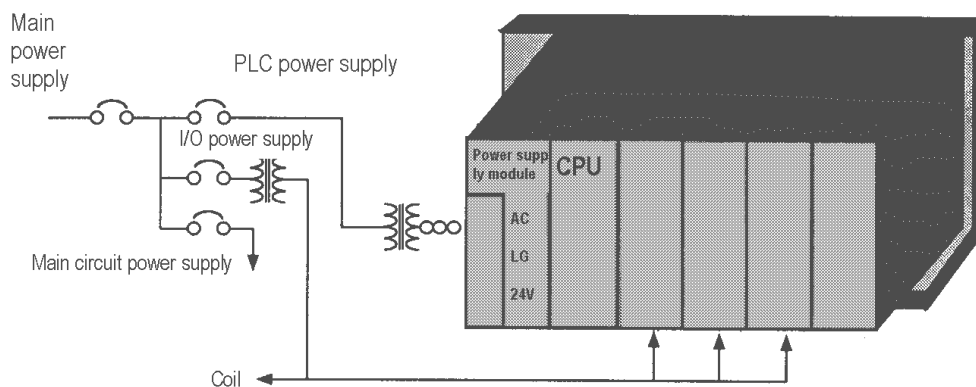 Main
power
supply
PLC power supply
I/O power supply
Main circuit power supply
Coil
Power supp
ly module
CPU
AC
LG
24V